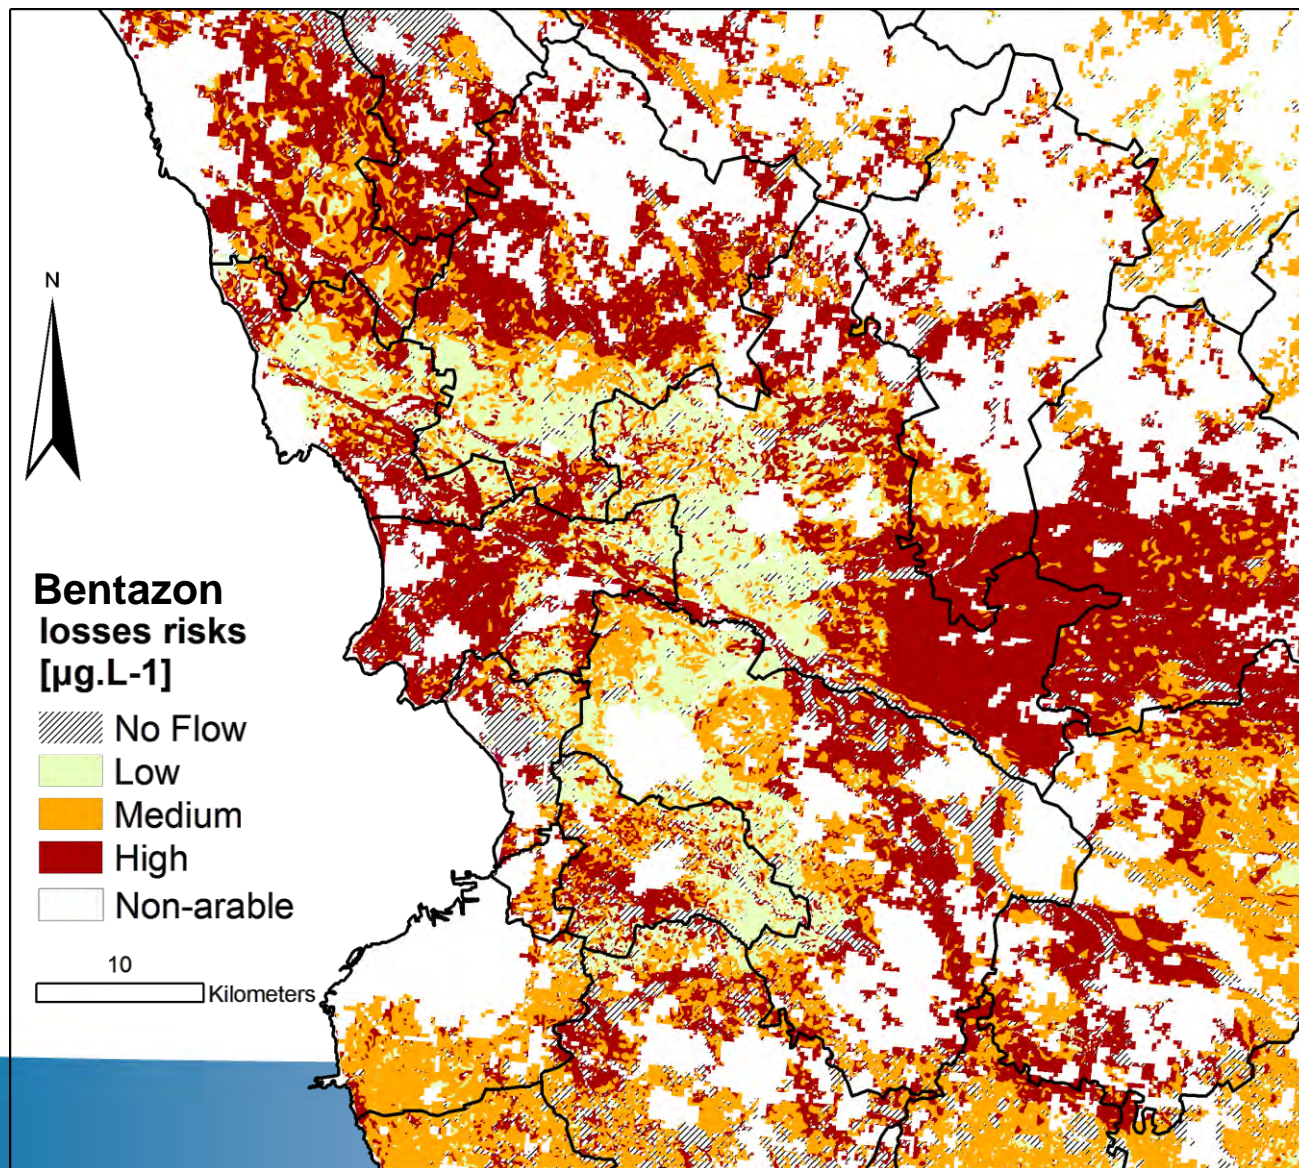 N
Bentazon
losses risks
[µg.L-1]
No Flow
Low
Medium
High
Non-arable
10
Kilometers